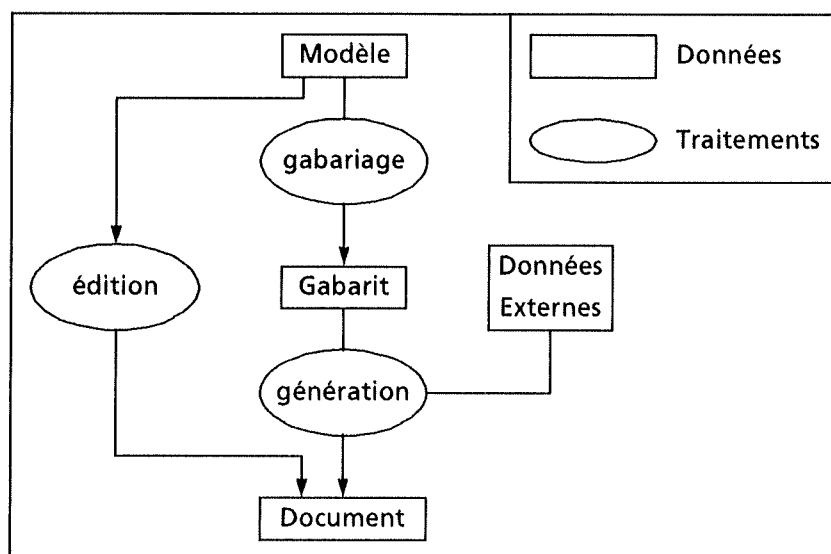 Modèle
Données
Traitements
gabariage
édition
Gabarit
Données
Externes
génération
Document